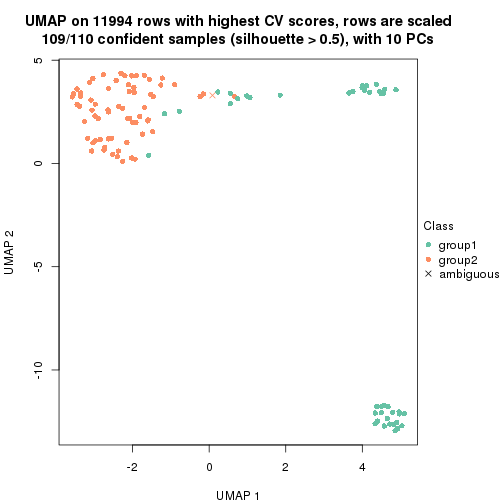 UMAP on 11994 rows with highest CV scores, rows are scaled
109/110 confident samples (silhouette > 0.5), with 10 PCs
5
0
-5
-10
UMAP 2
-2
0
2
4
UMAP 1
Class
group1
group2
ambiguous